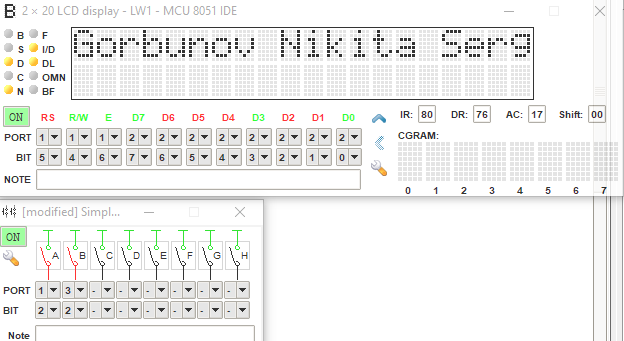 2 × 20 LCD display - LW1 - MCU 8051 IDE
Gorbunov Nikita Serg
B F
S I/D
D DL
C OMN
N BF
ON RS R/W E D7 D6 D5 D4 D3 D2 D1 D0
PORT 1 1 1 2 2 2 2 2 2 2 2
BIT 5 4 6 7 6 5 4 3 2 1 0
NOTE
IR: 80 DR: 76 AC: 17 Shift: 00
CGRAM:
0 1 2 3 4 5 6 7
[modified] Simpl...
ON
A B C D E F G H
PORT 1 3 - - - - - -
BIT 2 2 - - - - - -
Note